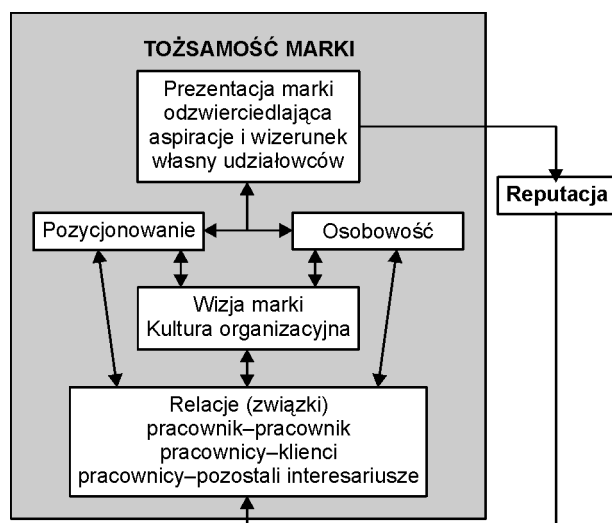 TOŻSAMOŚĆ MARKI
Prezentacja marki
odzwierciedlająca
aspiracje i wizerunek
własny udziałowców
Reputacja
Pozycjonowanie
Osobowość
Wizja marki
Kultura organizacyjna
Relacje (związki)
pracownik–pracownik
pracownicy–klienci
pracownicy–pozostali interesariusze